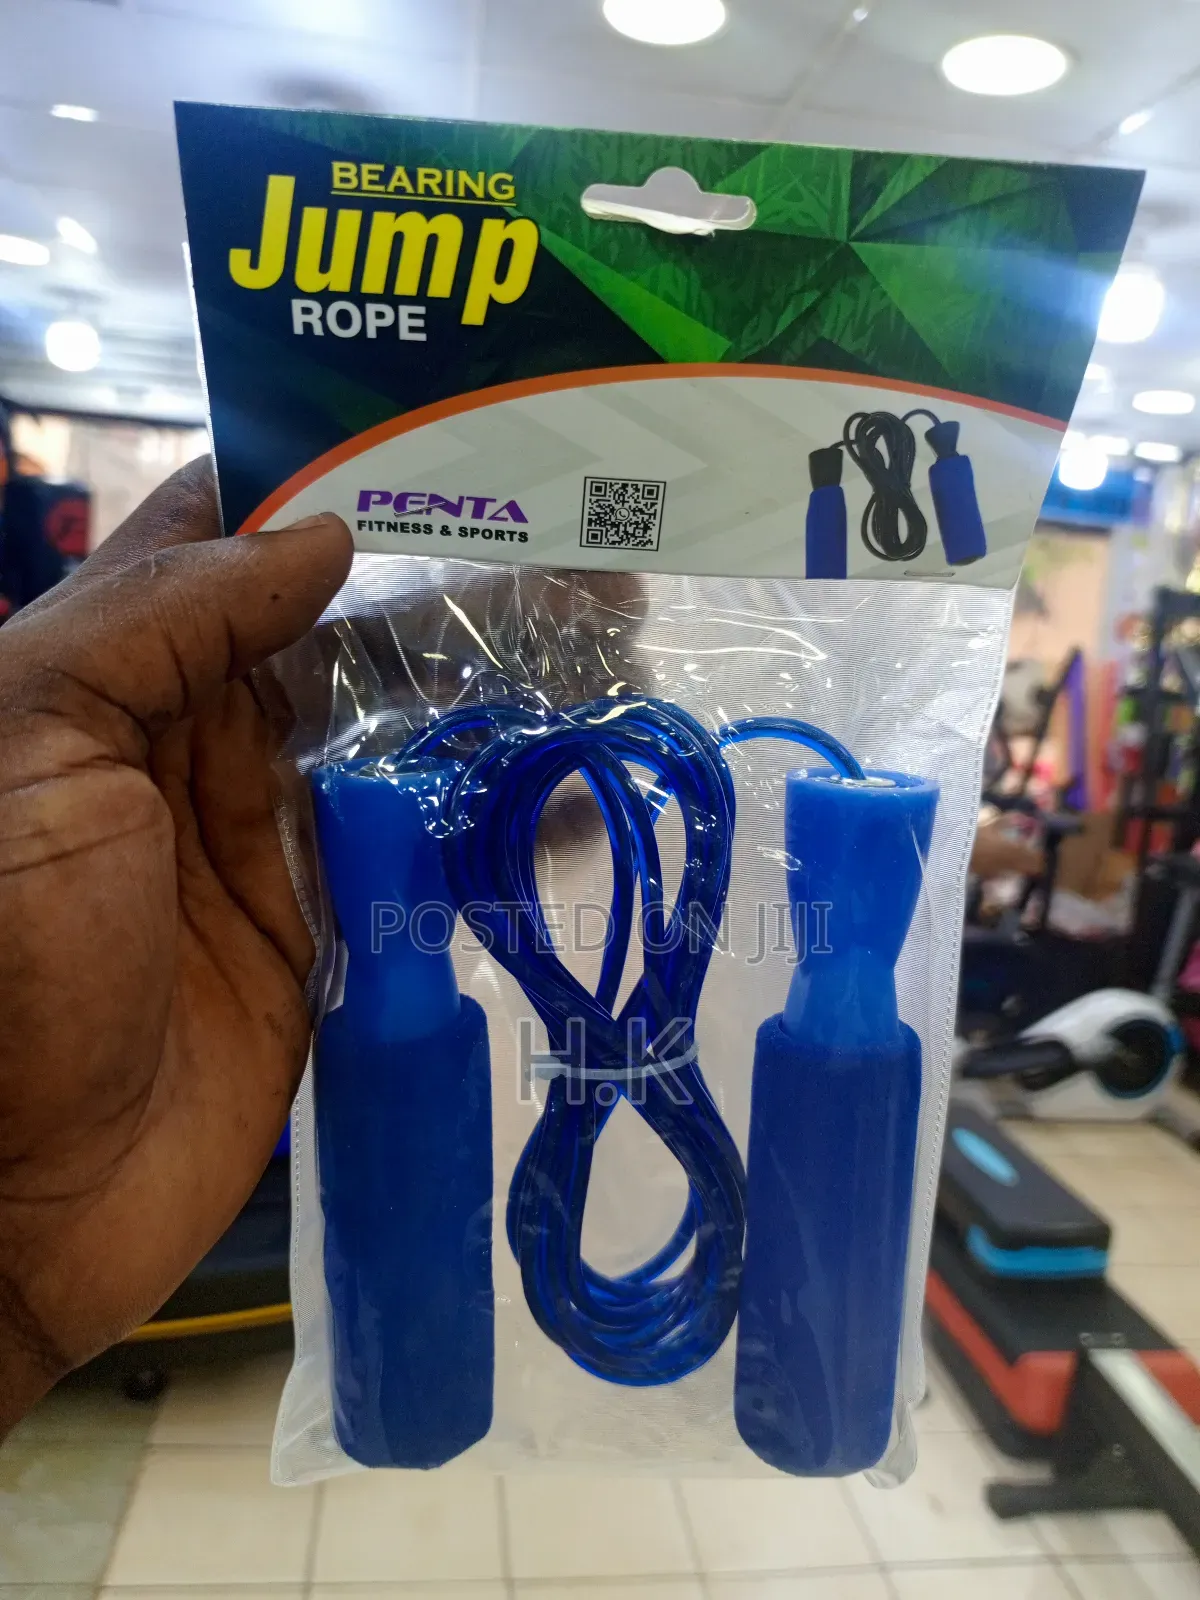 BEARING
Jump
ROPE
PENTA
FITNESS & SPORTS
POSTED ON JIJI
H.K